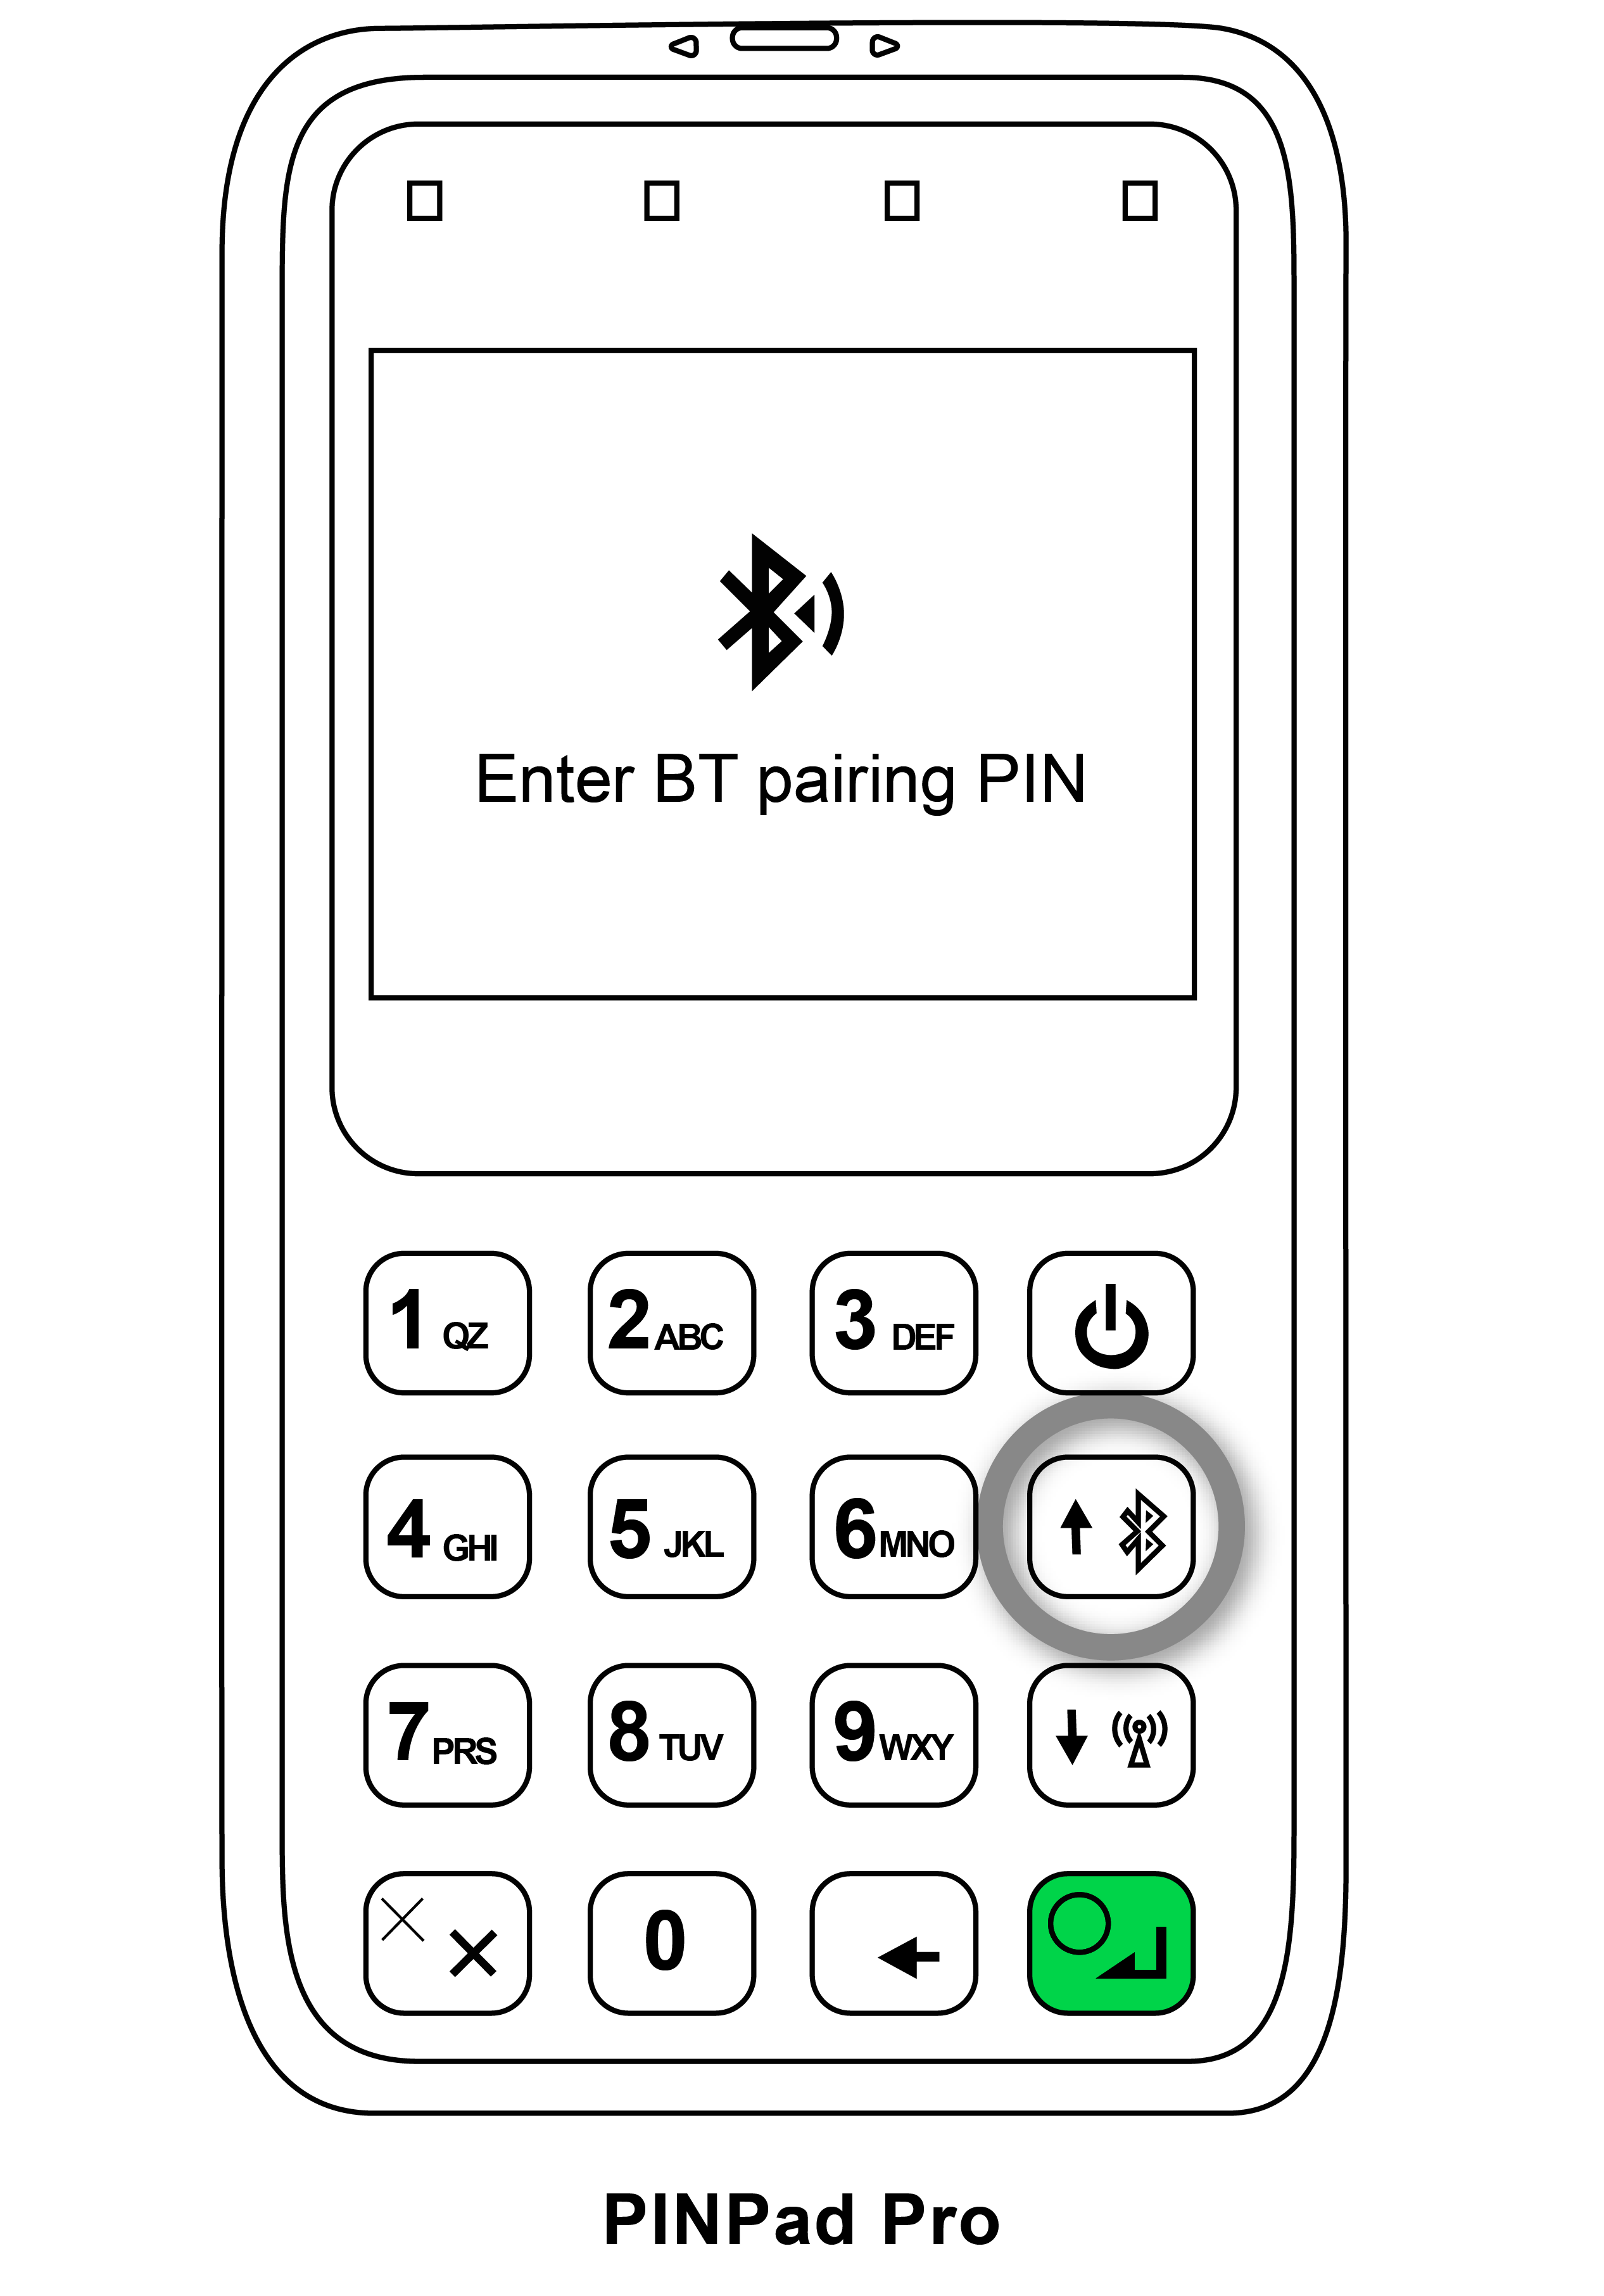 Enter BT pairing PIN
1 QZ 2 ABC 3 DEF
4 GHI 5 JKL 6 MNO
7 PRS 8 TUV 9 WXY
0
PINPad Pro